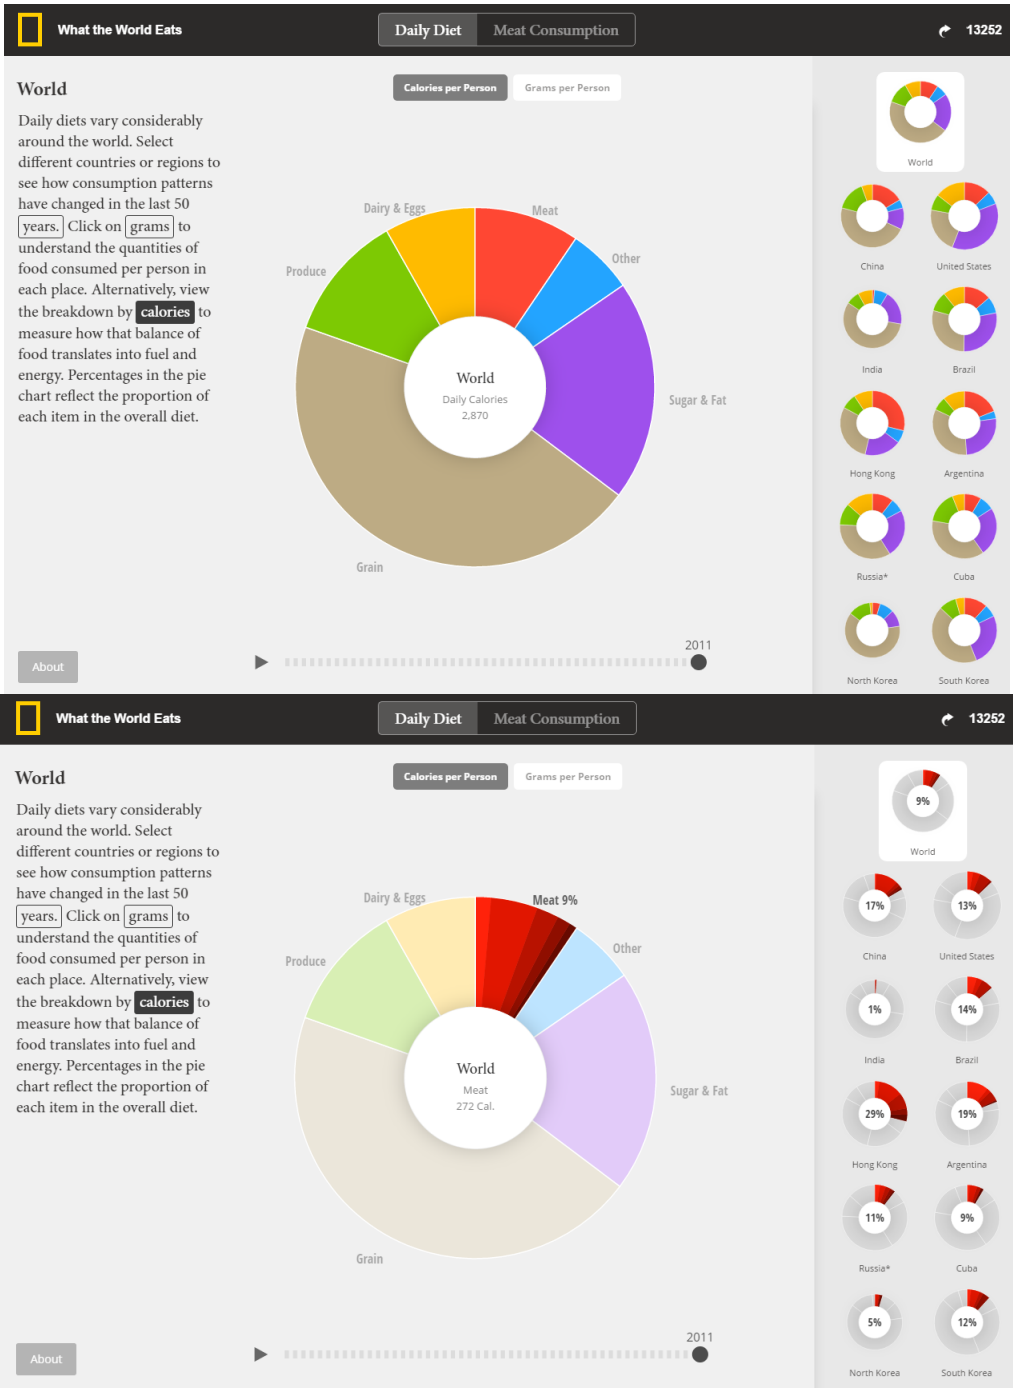 What the World Eats
Daily Diet
Meat Consumption
13252
World
Daily diets vary considerably
around the world. Select
different countries or regions to
see how consumption patterns
have changed in the last 50
years. Click on grams to
understand the quantities of
food consumed per person in
each place. Alternatively, view
the breakdown by calories to
measure how that balance of
food translates into fuel and
energy. Percentages in the pie
chart reflect the proportion of
each item in the overall diet.
About
Calories per Person
Grams per Person
Dairy & Eggs
Meat
Other
Produce
Sugar & Fat
Grain
World
Daily Calories
2,870
2011
World
China
United States
India
Brazil
Hong Kong
Argentina
Russia*
Cuba
North Korea
South Korea
What the World Eats
Daily Diet
Meat Consumption
13252
World
Daily diets vary considerably
around the world. Select
different countries or regions to
see how consumption patterns
have changed in the last 50
years. Click on grams to
understand the quantities of
food consumed per person in
each place. Alternatively, view
the breakdown by calories to
measure how that balance of
food translates into fuel and
energy. Percentages in the pie
chart reflect the proportion of
each item in the overall diet.
About
Calories per Person
Grams per Person
Dairy & Eggs
Meat 9%
Other
Produce
Sugar & Fat
Grain
World
Meat
272 Cal.
2011
9%
World
17%
China
13%
United States
1%
India
14%
Brazil
29%
Hong Kong
19%
Argentina
11%
Russia*
9%
Cuba
5%
North Korea
12%
South Korea